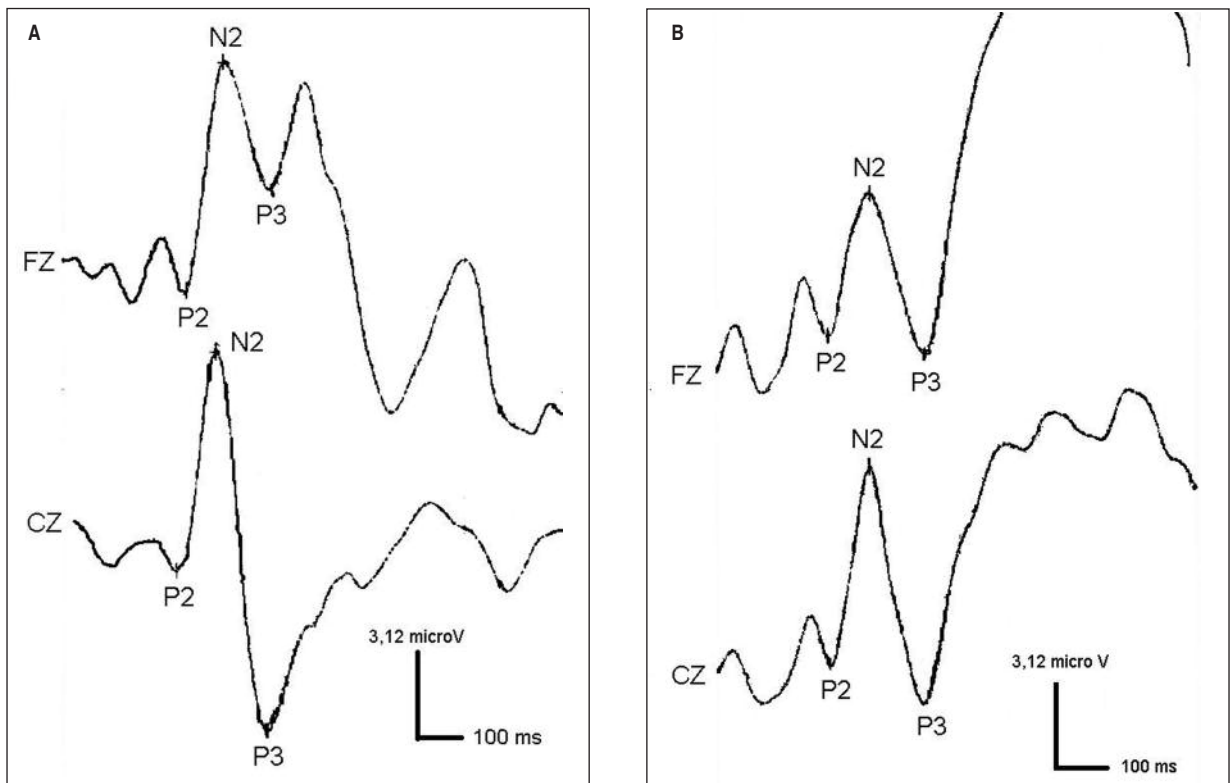 A
N2
P3
FZ
P2
N2
CZ
P2
3,12 microV
100 ms
P3
B
N2
P2
P3
FZ
N2
CZ
P2
P3
3,12 micro V
100 ms